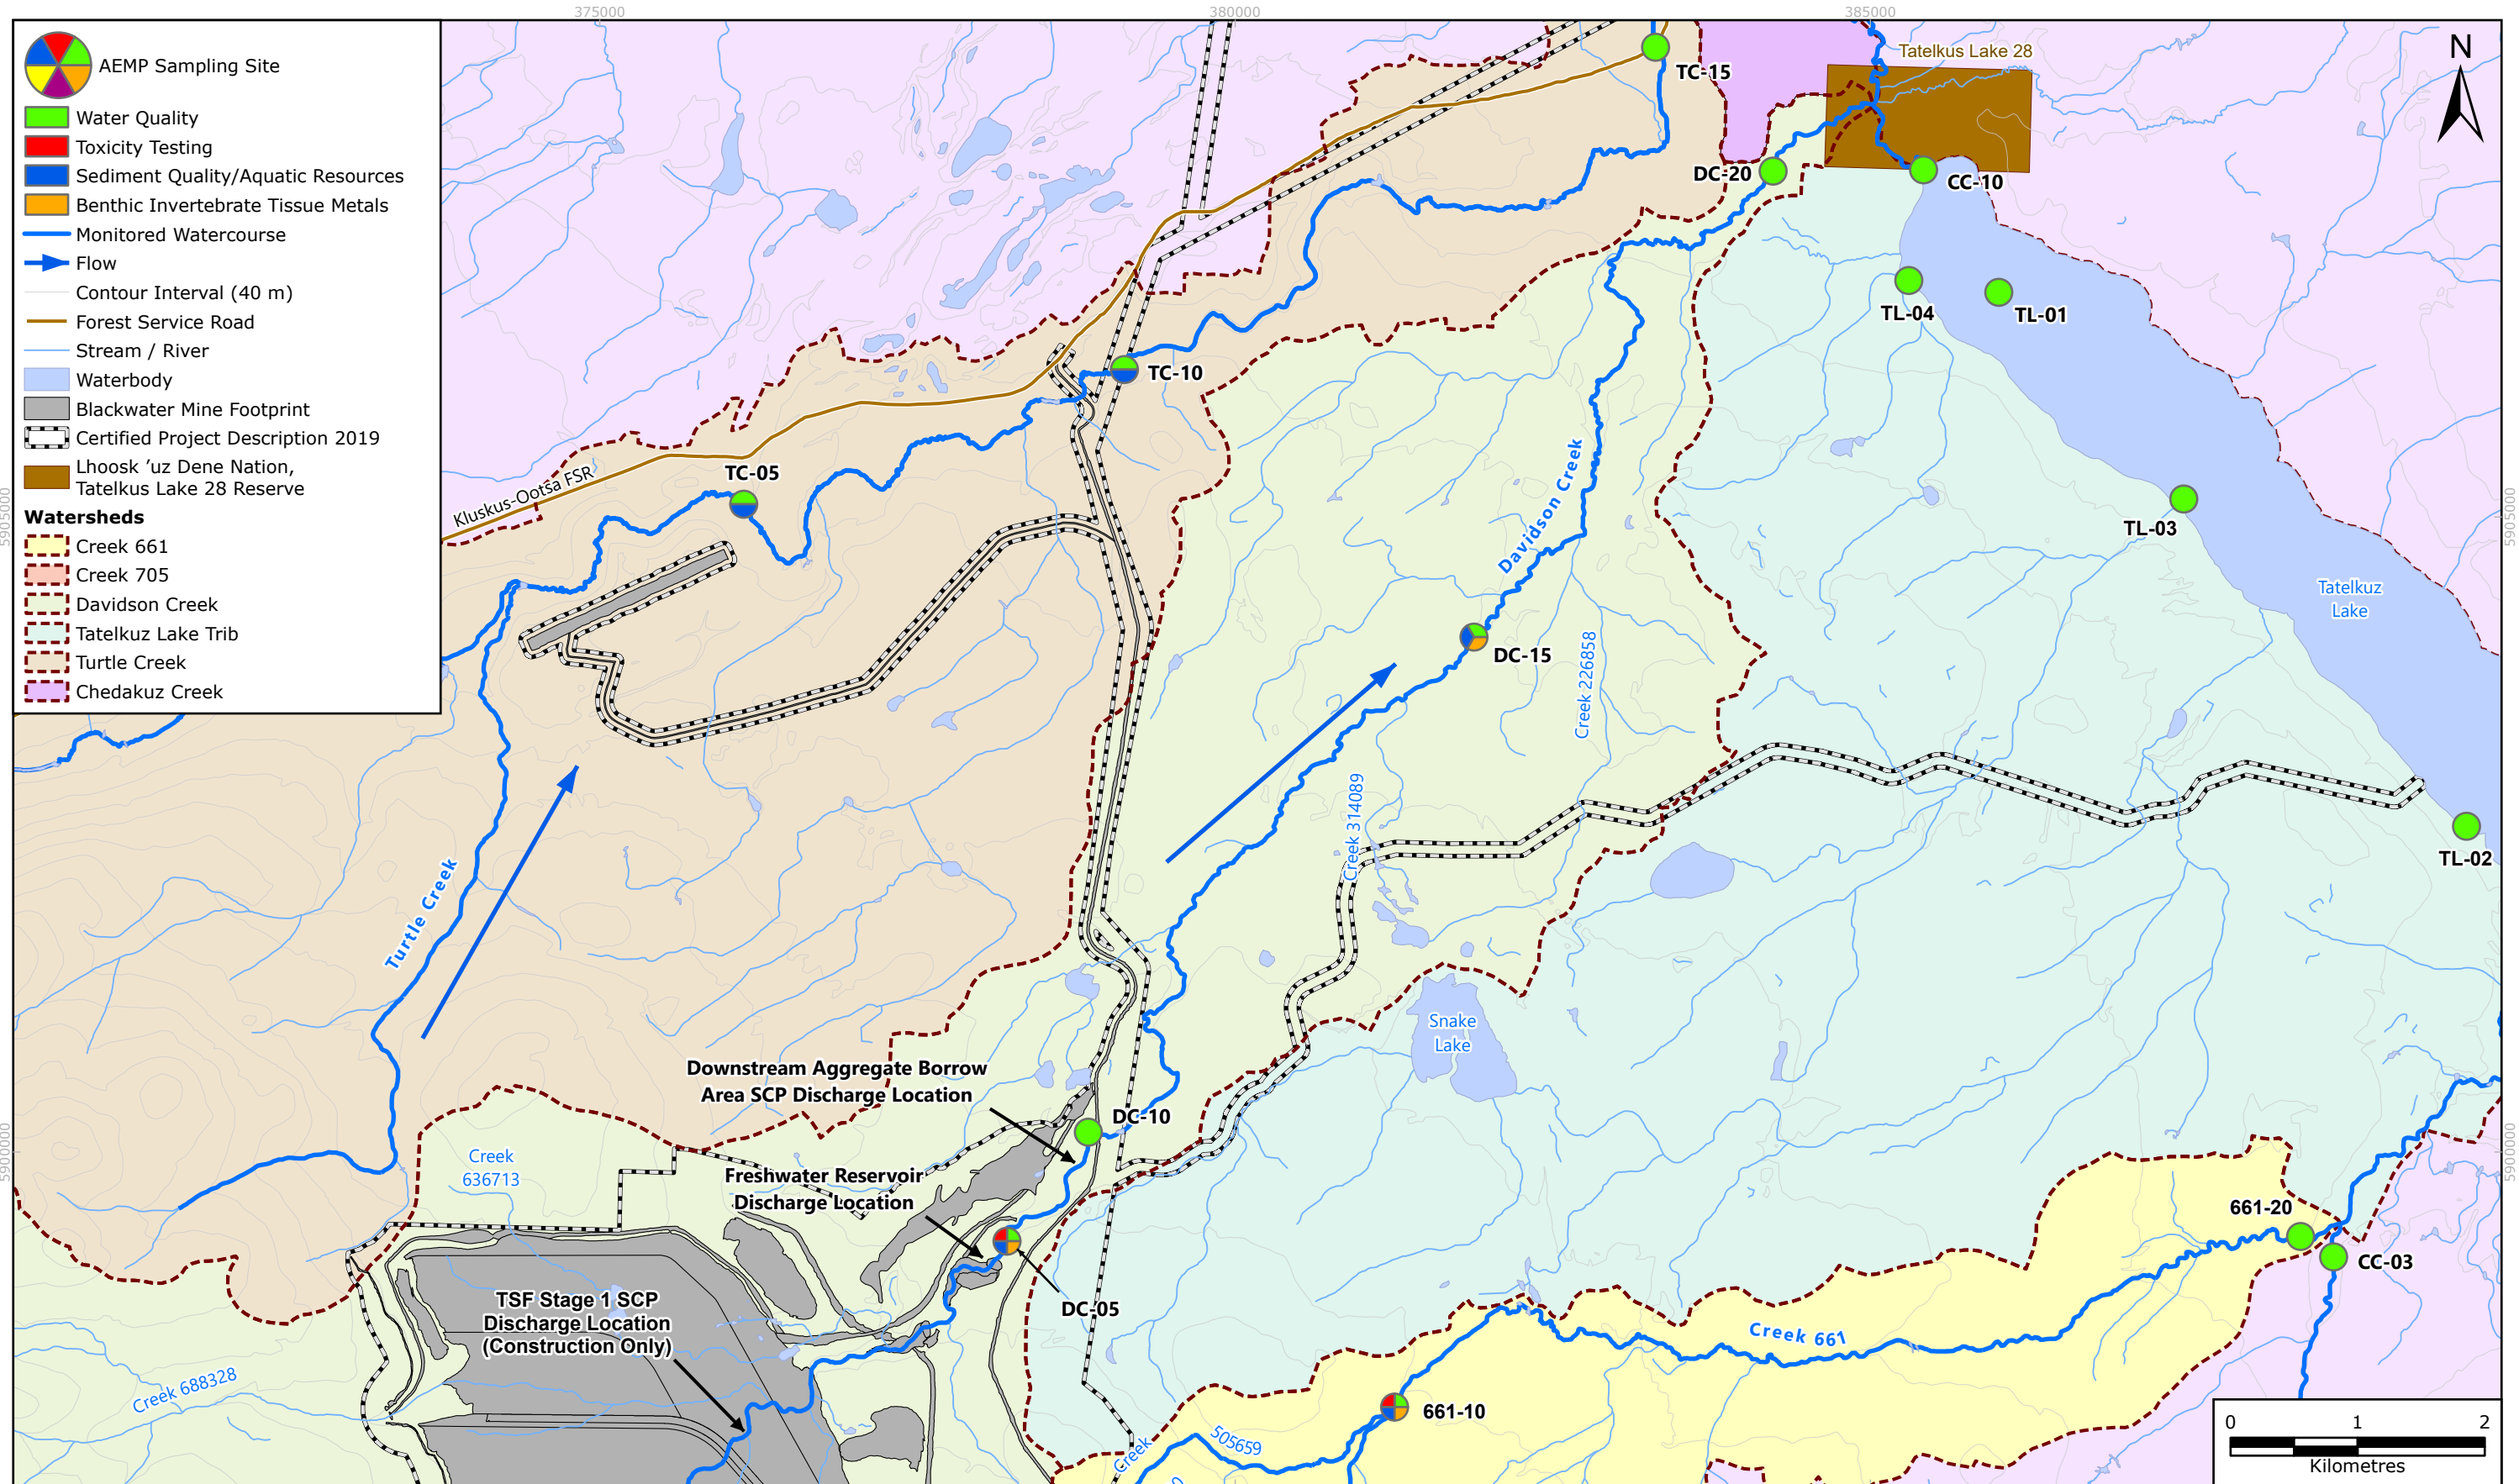 375000
380000
385000
AEMP Sampling Site
Water Quality
Toxicity Testing
Sediment Quality/Aquatic Resources
Benthic Invertebrate Tissue Metals
Monitored Watercourse
Flow
Contour Interval (40 m)
Forest Service Road
Stream / River
Waterbody
Blackwater Mine Footprint
Certified Project Description 2019
Lhoosk ’uz Dene Nation,
Tatelkus Lake 28 Reserve
Watersheds
Creek 661
Creek 705
Davidson Creek
Tatelkuz Lake Trib
Turtle Creek
Chedakuz Creek
Tatelkus Lake 28
N
TC-15
DC-20
CC-10
TL-04
TL-01
TC-10
TC-05
Kluskus-Ootsa FSR
5905000
5905000
TL-03
Davidson Creek
Tatelkuz
Lake
DC-15
Creek 226858
Creek 314089
TL-02
Turtle Creek
Snake
Lake
Downstream Aggregate Borrow
Area SCP Discharge Location
DC-10
5900000
5900000
Creek
636713
Freshwater Reservoir
Discharge Location
661-20
CC-03
DC-05
TSF Stage 1 SCP
Discharge Location
(Construction Only)
Creek 661
Creek 688328
661-10
Creek
505659
0 1 2
Kilometres